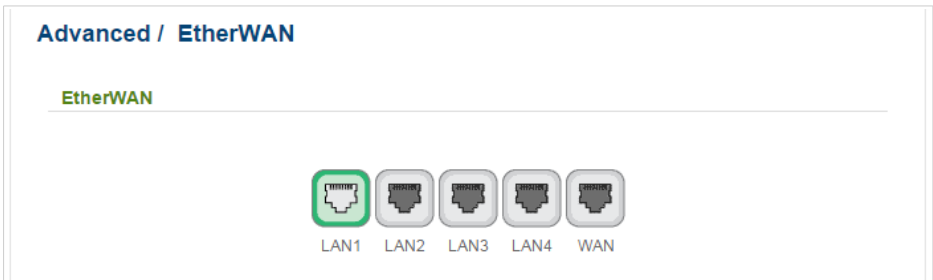 Advanced / EtherWAN
EtherWAN
LAN1 LAN2 LAN3 LAN4 WAN